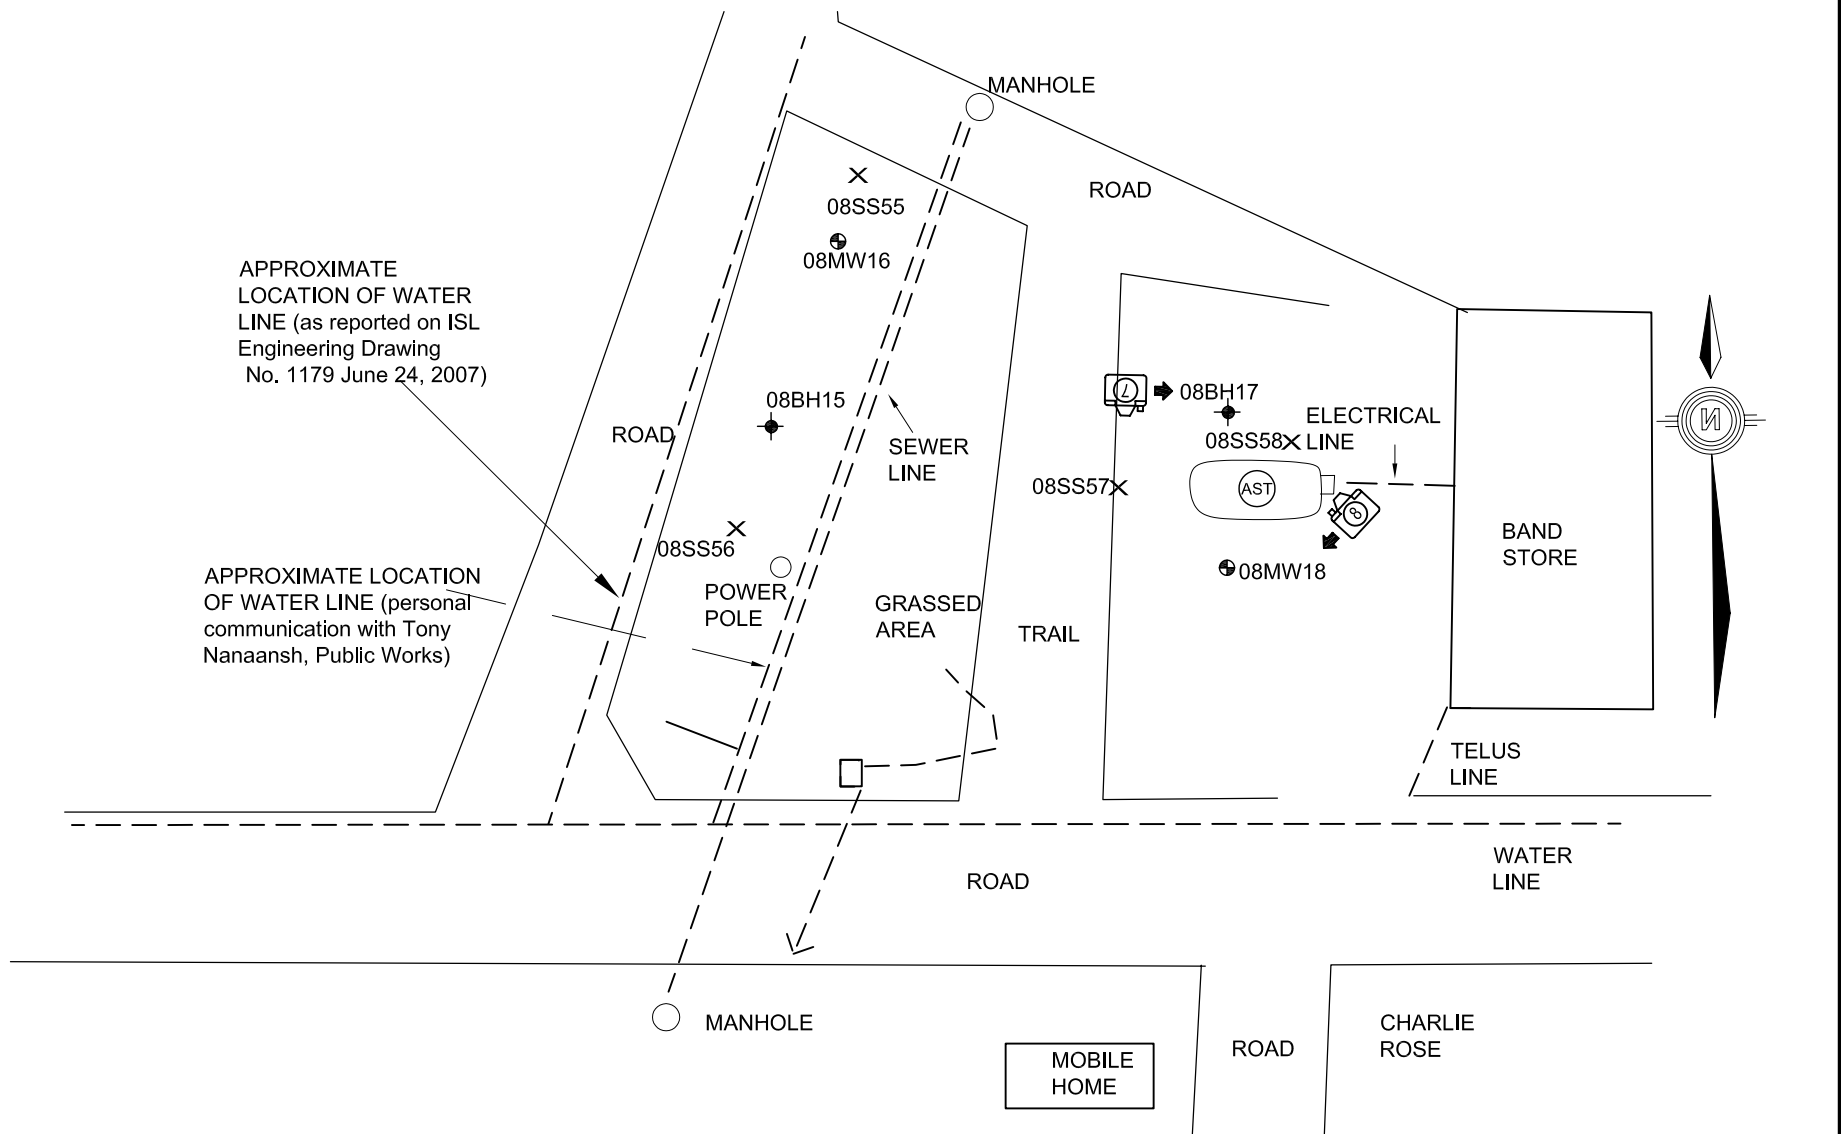 MANHOLE
ROAD
08SS55
08MW16
APPROXIMATE
LOCATION OF WATER
LINE (as reported on ISL
Engineering Drawing
No. 1179 June 24, 2007)
08BH15
ROAD
SEWER
LINE
7
08BH17
ELECTRICAL
LINE
08SS58
08SS57
AST
8
N
BAND
STORE
08SS56
08MW18
POWER
POLE
APPROXIMATE LOCATION
OF WATER LINE (personal
communication with Tony
Nanaansh, Public Works)
GRASSED
AREA
TRAIL
TELUS
LINE
WATER
LINE
ROAD
MANHOLE
MOBILE
HOME
ROAD
CHARLIE
ROSE